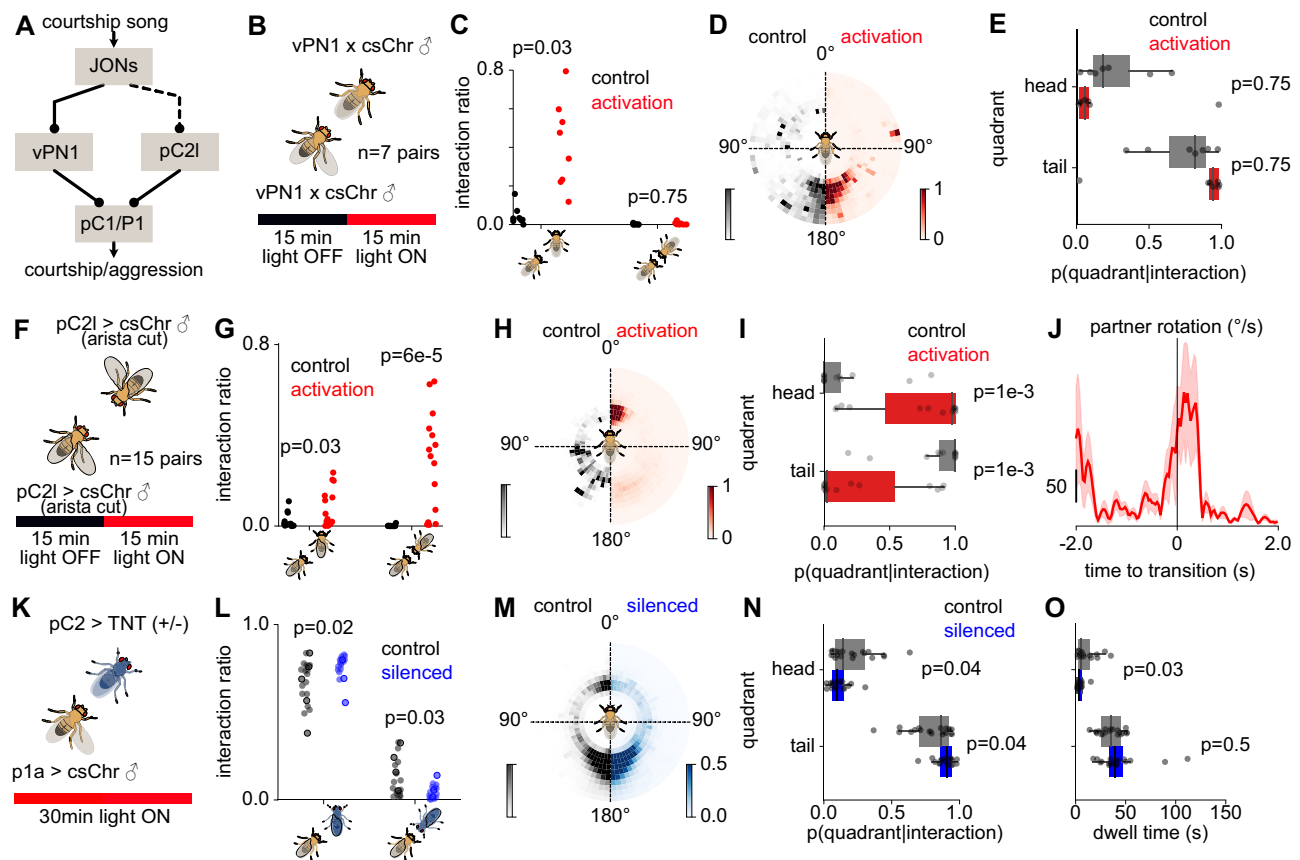 A
courtship song
JONs
vPN1
pC2l
pC1/P1
courtship/aggression
B
vPN1 x csChr ♂
n=7 pairs
vPN1 x csChr ♂
15 min
light OFF
15 min
light ON
C
p=0.03
0.8
control
activation
interaction ratio
p=0.75
0.0
D
control
activation
0°
90°
90°
1
0
180°
E
control
activation
quadrant
head
p=0.75
tail
p=0.75
0.0
0.5
1.0
p(quadrant|interaction)
F
pC2l > csChr ♂
(arista cut)
n=15 pairs
pC2l > csChr ♂
(arista cut)
15 min
light OFF
15 min
light ON
G
0.8
control
activation
p=6e-5
interaction ratio
p=0.03
0.0
H
control
activation
0°
90°
90°
1
0
180°
I
control
activation
quadrant
head
p=1e-3
tail
p=1e-3
0.0
0.5
1.0
p(quadrant|interaction)
J
partner rotation (°/s)
50
-2.0
0
2.0
time to transition (s)
K
pC2 > TNT (+/-)
p1a > csChr ♂
30min light ON
L
1.0
p=0.02
control
silenced
interaction ratio
p=0.03
0.0
M
control
silenced
0°
90°
90°
0.5
0.0
180°
N
control
silenced
quadrant
head
p=0.04
tail
p=0.04
0.0
0.5
1.0
p(quadrant|interaction)
O
p=0.03
p=0.5
0
50
100
150
dwell time (s)